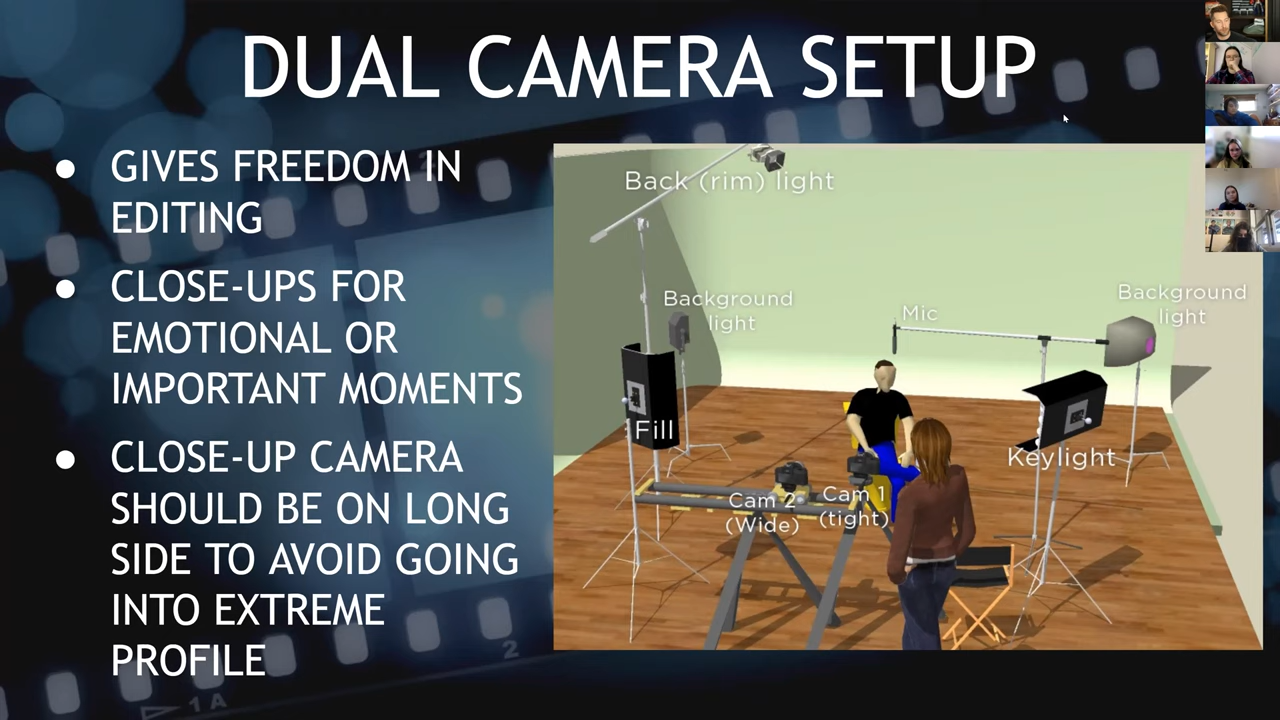 DUAL CAMERA SETUP
● GIVES FREEDOM IN
EDITING
● CLOSE-UPS FOR
EMOTIONAL OR
IMPORTANT MOMENTS
● CLOSE-UP CAMERA
SHOULD BE ON LONG
SIDE TO AVOID GOING
INTO EXTREME
PROFILE
Back (rim) light
Background
light
Mic
Background
light
Fill
Keylight
Cam 2
(Wide)
Cam 1
(tight)
2
1A